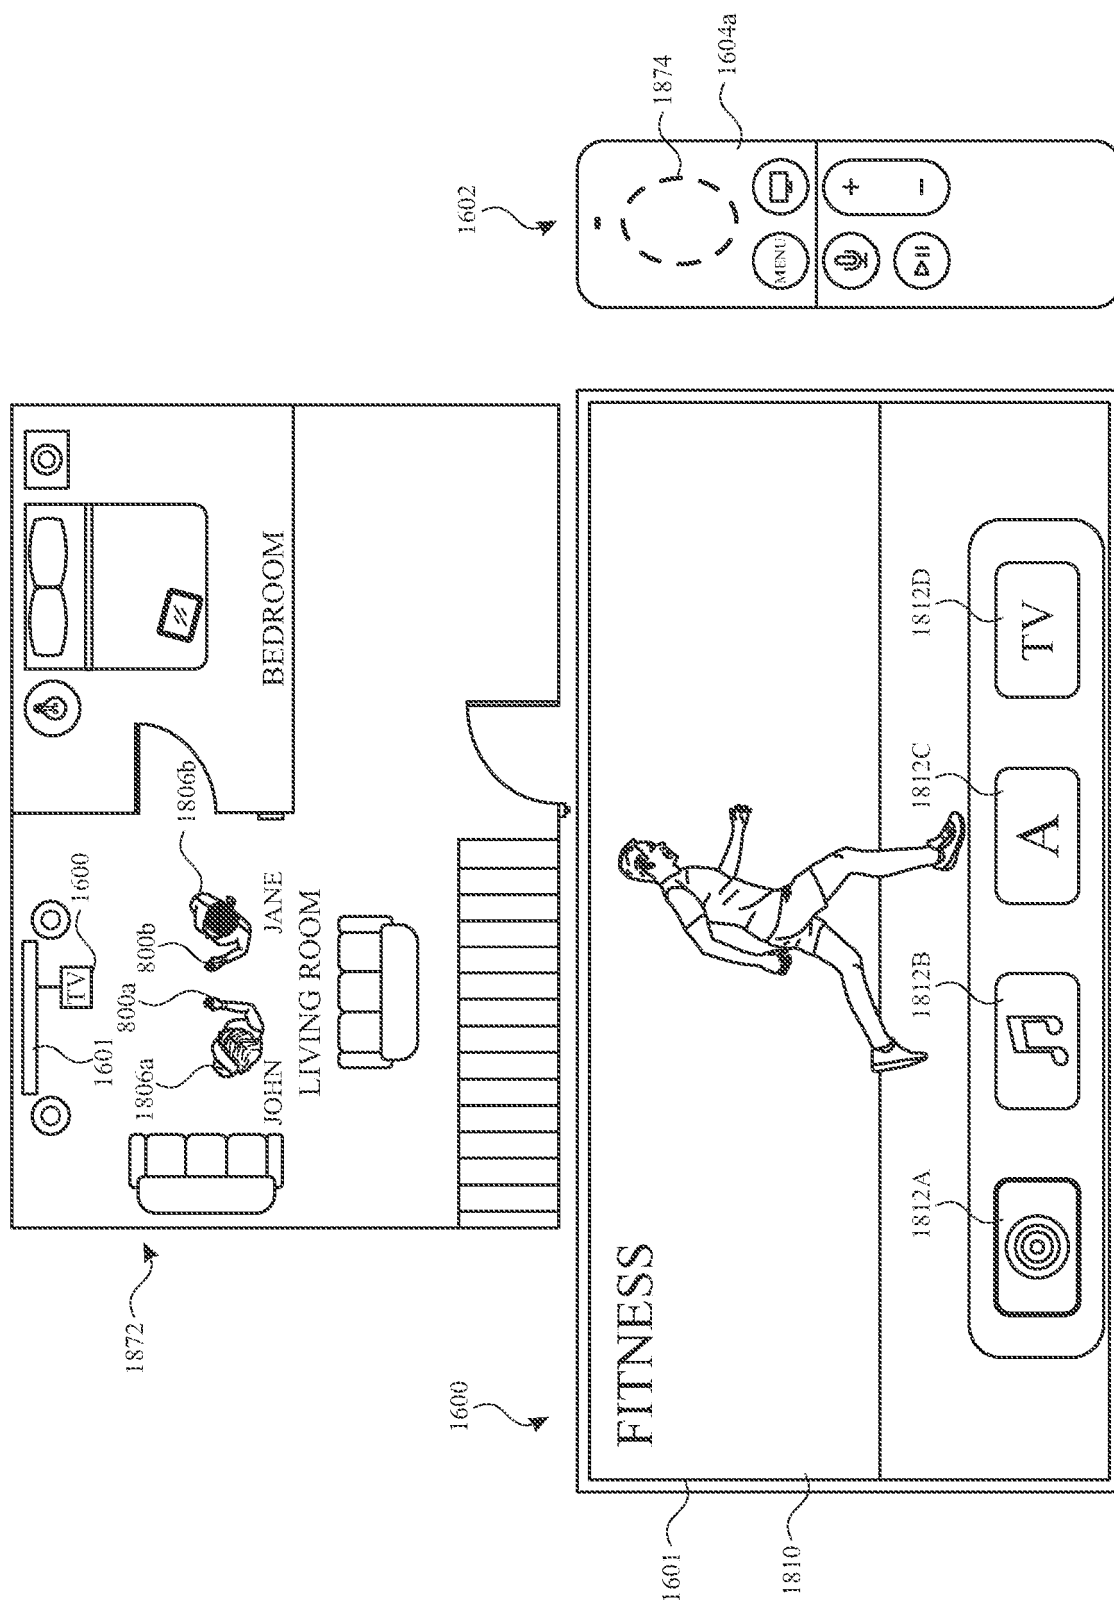 1872
1601
TV
1600
1806a
800a
800b
1806b
JOHN
JANE
LIVING ROOM
BEDROOM
1600
1602
1874
1604a
MENU
+
−
FITNESS
1601
1810
1812A
1812B
1812C
1812D
A
TV